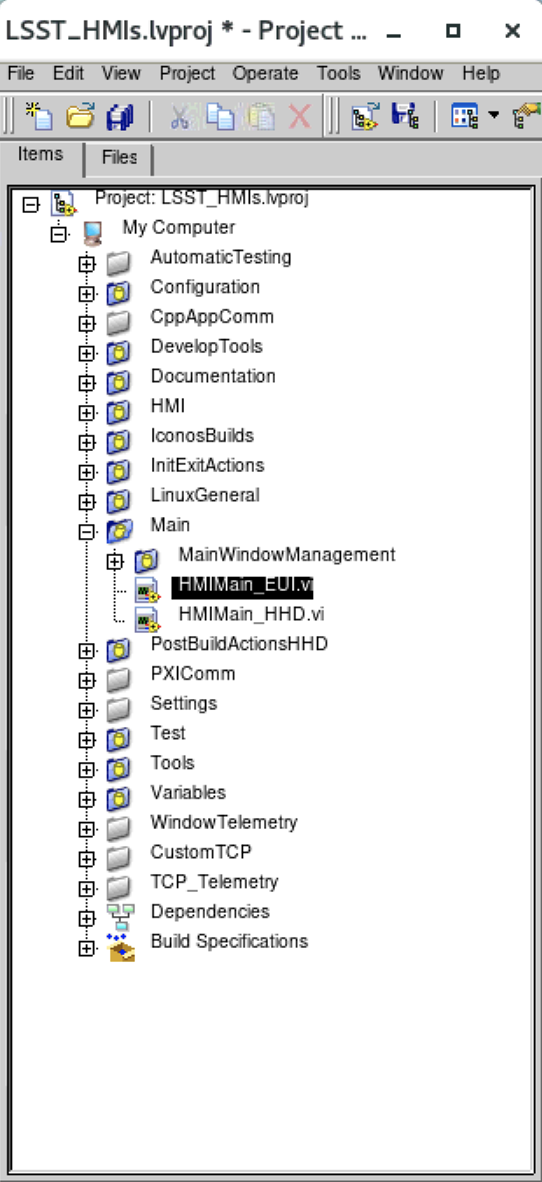 LSST_HMIs.lvproj * - Project ...
File Edit View Project Operate Tools Window Help
Items Files
Project: LSST_HMIs.lvproj
My Computer
AutomaticTesting
Configuration
CppAppComm
DevelopTools
Documentation
HMI
IconosBuilds
InitExitActions
LinuxGeneral
Main
MainWindowManagement
HMIMain_EUI.vi
HMIMain_HHD.vi
PostBuildActionsHHD
PXIComm
Settings
Test
Tools
Variables
WindowTelemetry
CustomTCP
TCP_Telemetry
Dependencies
Build Specifications